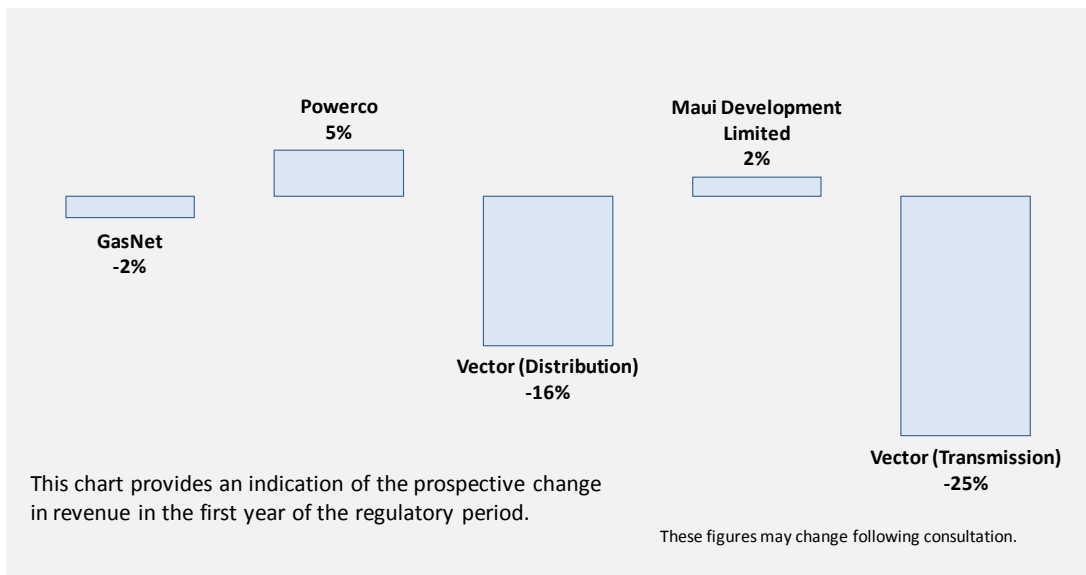 Powerco
5%
Maui Development
Limited
2%
GasNet
-2%
Vector (Distribution)
-16%
Vector (Transmission)
-25%
This chart provides an indication of the prospective change
in revenue in the first year of the regulatory period.
These figures may change following consultation.